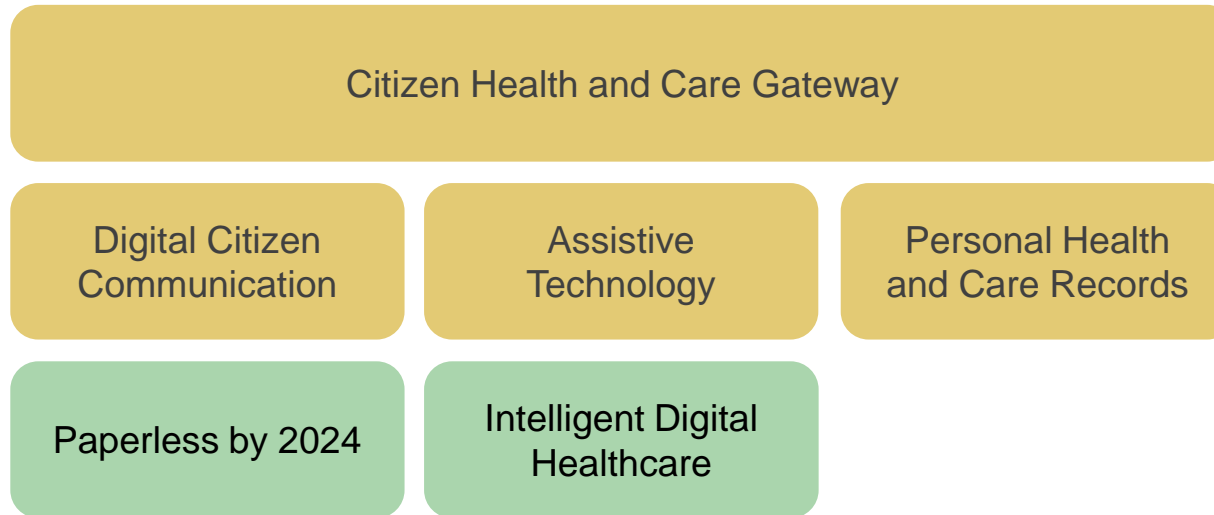 Citizen Health and Care Gateway
Digital Citizen
Communication
Assistive
Technology
Personal Health
and Care Records
Paperless by 2024
Intelligent Digital
Healthcare